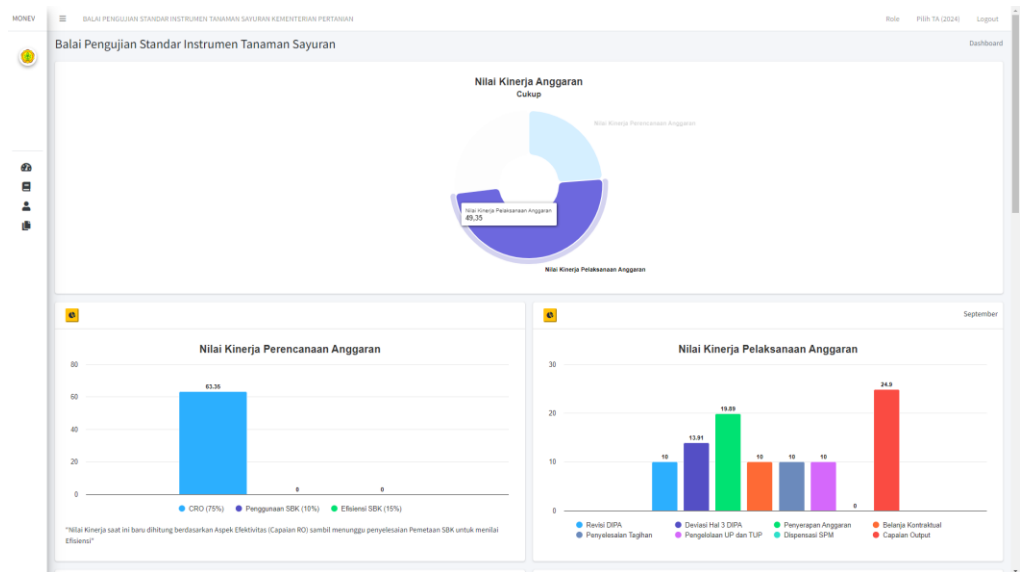 MONEV
BALAI PENGUJIAN STANDAR INSTRUMEN TANAMAN SAYURAN KEMENTERIAN PERTANIAN
Role
Pilih TA (2024)
Logout
Balai Pengujian Standar Instrumen Tanaman Sayuran
Dashboard
Nilai Kinerja Anggaran
Cukup
Nilai Kinerja Perencanaan Anggaran
Nilai Kinerja Pelaksanaan Anggaran
49,35
Nilai Kinerja Pelaksanaan Anggaran
Nilai Kinerja Perencanaan Anggaran
80
60
40
20
0
63.35
0
0
CRO (75%)
Penggunaan SBK (10%)
Efisiensi SBK (15%)
"Nilai Kinerja saat ini baru dihitung berdasarkan Aspek Efektivitas (Capaian RO) sambil menunggu penyelesaian Pemetaan SBK untuk menilai
Efisiensi"
September
Nilai Kinerja Pelaksanaan Anggaran
30
20
10
0
10
13.91
19.89
10
10
10
0
24.9
Revisi DIPA
Deviasi Hal 3 DIPA
Penyerapan Anggaran
Belanja Kontraktual
Penyelesaian Tagihan
Pengelolaan UP dan TUP
Dispensasi SPM
Capaian Output